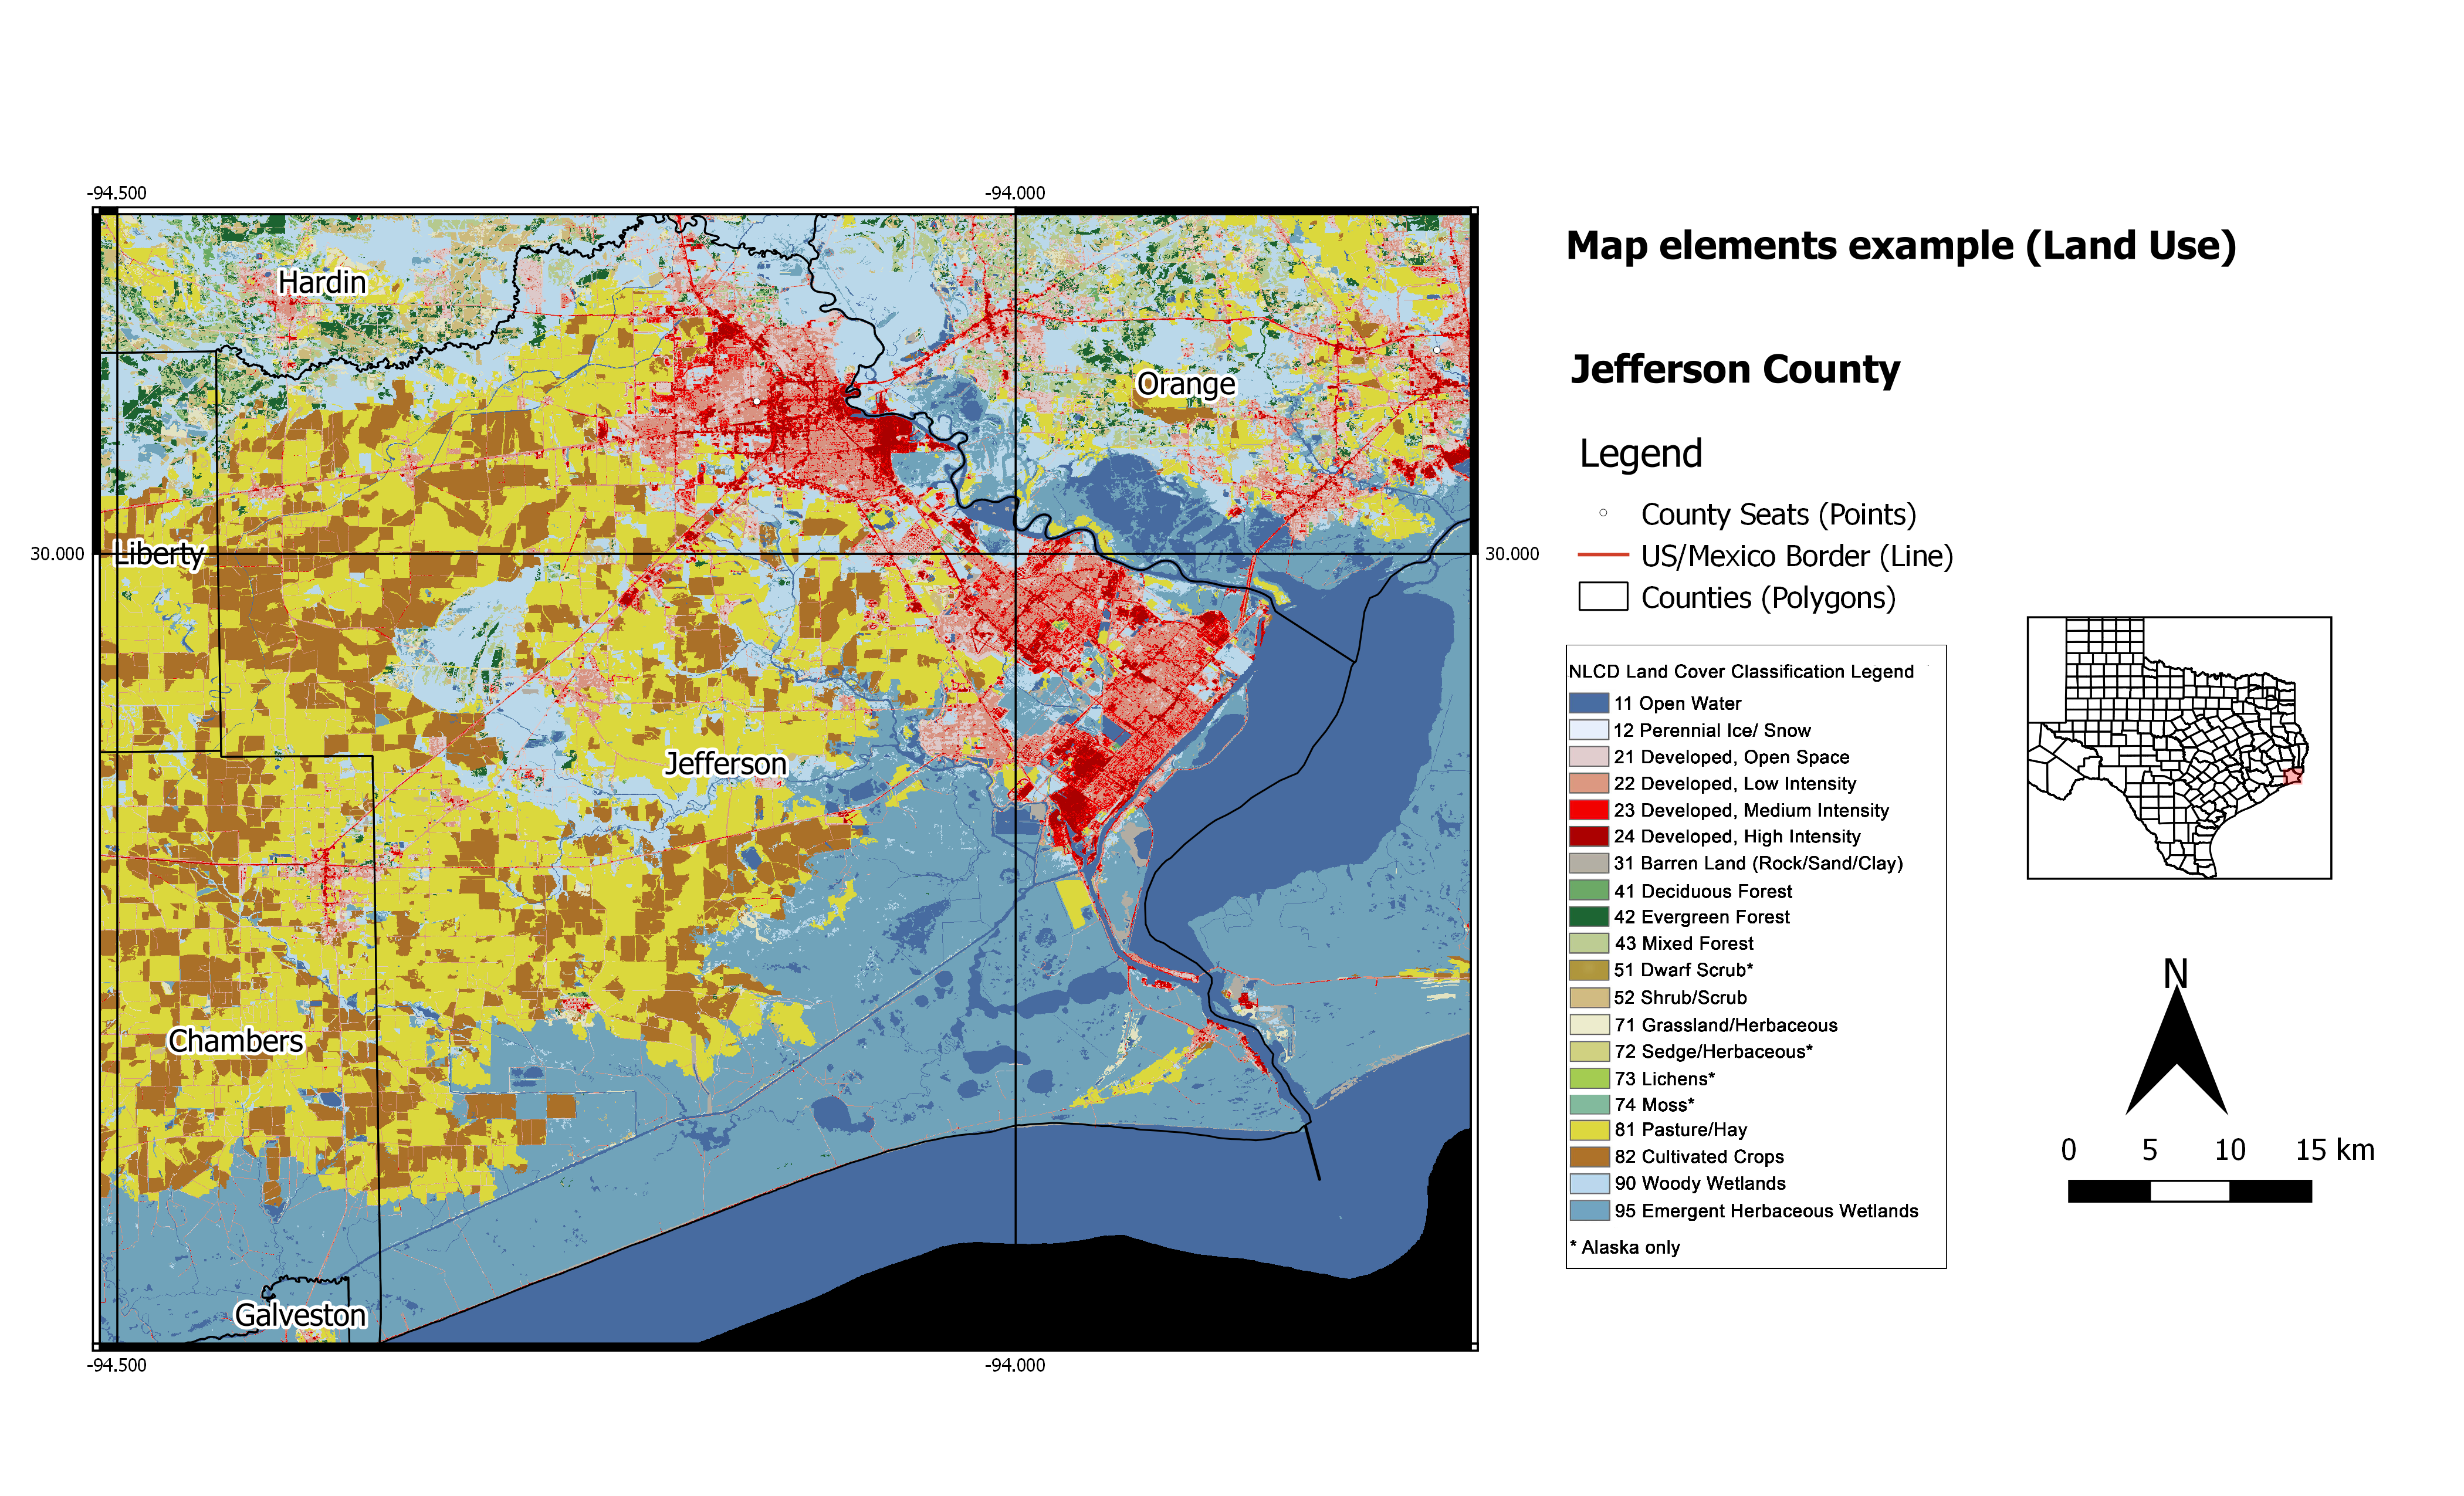 -94.500
-94.000
Map elements example (Land Use)
Hardin
Jefferson County
Orange
Legend
County Seats (Points)
30.000
Liberty
30.000
US/Mexico Border (Line)
Counties (Polygons)
NLCD Land Cover Classification Legend
11 Open Water
12 Perennial Ice/ Snow
21 Developed, Open Space
Jefferson
22 Developed, Low Intensity
23 Developed, Medium Intensity
24 Developed, High Intensity
31 Barren Land (Rock/Sand/Clay)
41 Deciduous Forest
42 Evergreen Forest
43 Mixed Forest
51 Dwarf Scrub*
52 Shrub/Scrub
71 Grassland/Herbaceous
Chambers
72 Sedge/Herbaceous*
73 Lichens*
74 Moss*
81 Pasture/Hay
82 Cultivated Crops
90 Woody Wetlands
95 Emergent Herbaceous Wetlands
* Alaska only
N
0 5 10 15 km
Galveston
-94.500
-94.000